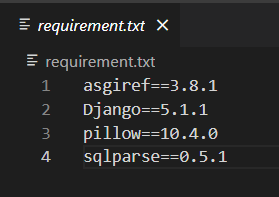 requirement.txt
requirement.txt
1 asgiref==3.8.1
2 Django==5.1.1
3 pillow==10.4.0
4 sqlparse==0.5.1